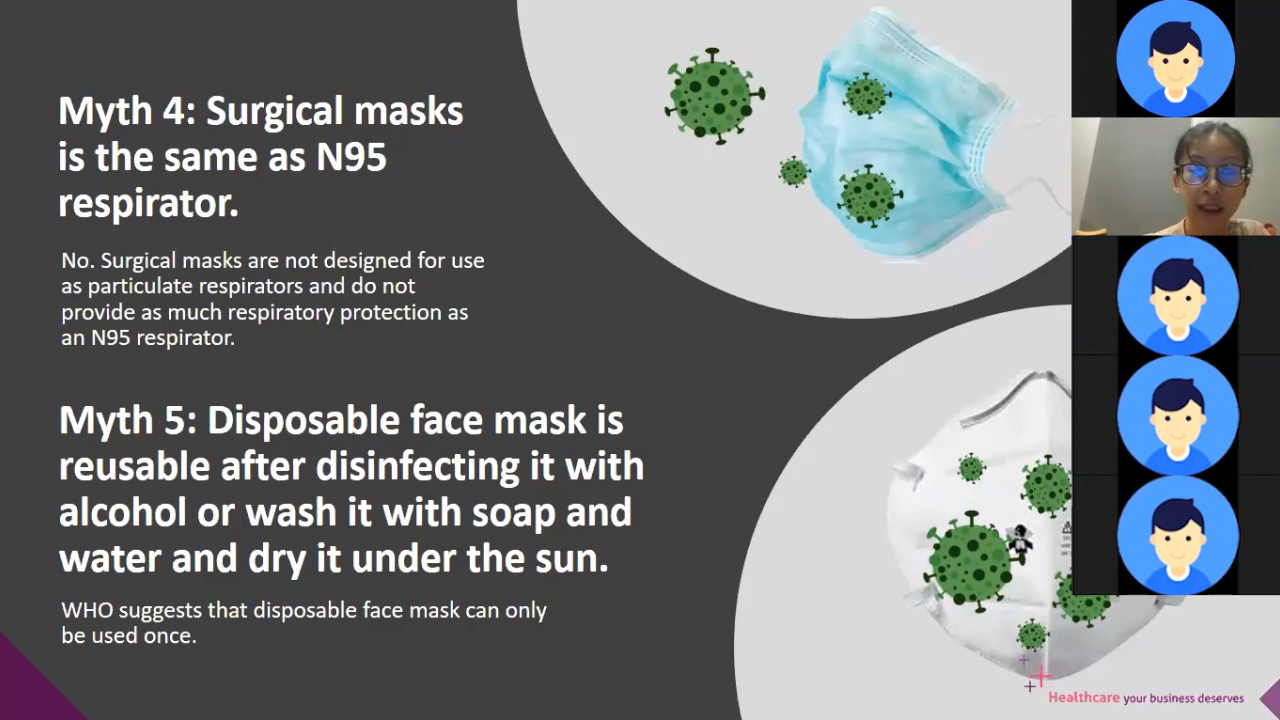 Myth 4: Surgical masks
is the same as N95
respirator.
No. Surgical masks are not designed for use
as particulate respirators and do not
provide as much respiratory protection as
an N95 respirator.
Myth 5: Disposable face mask is
reusable after disinfecting it with
alcohol or wash it with soap and
water and dry it under the sun.
WHO suggests that disposable face mask can only
be used once.
Healthcare your business deserves